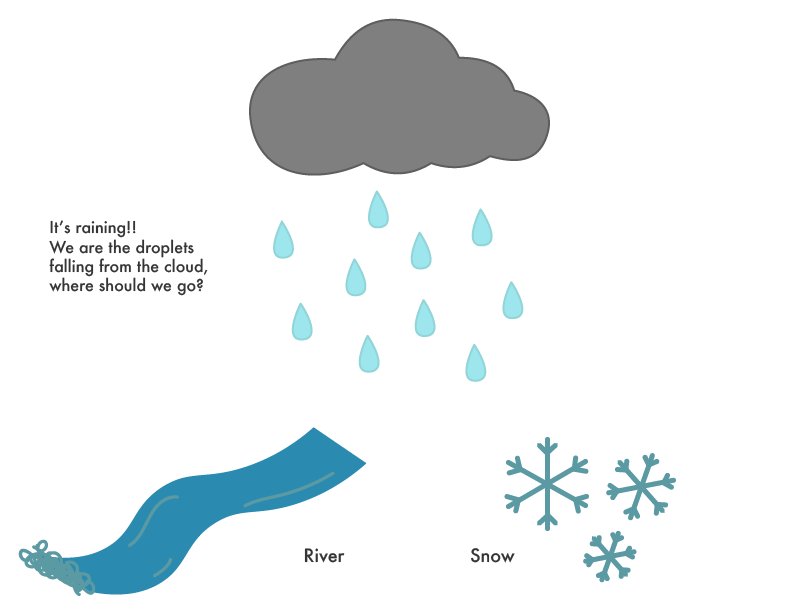 It's raining!!
We are the droplets
falling from the cloud,
where should we go?
River
Snow